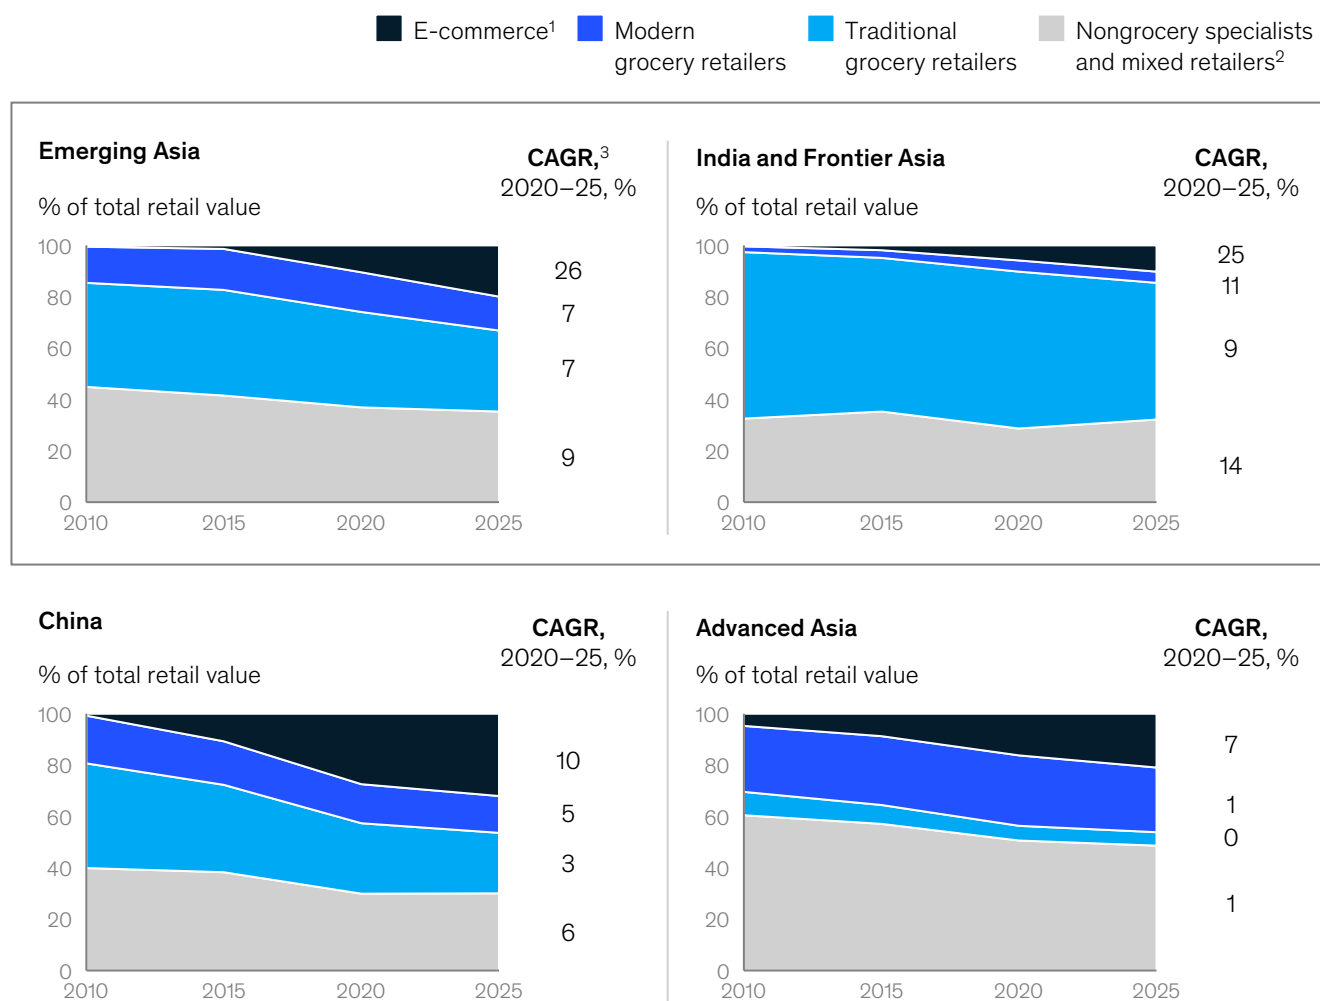 E-commerce¹
Modern
grocery retailers
Traditional
grocery retailers
Nongrocery specialists
and mixed retailers²
Emerging Asia
CAGR,³
2020–25, %
% of total retail value
100
80
60
40
20
0
2010 2015 2020 2025
26
7
7
9
India and Frontier Asia
CAGR,
2020–25, %
% of total retail value
100
80
60
40
20
0
2010 2015 2020 2025
25
11
9
14
China
CAGR,
2020–25, %
% of total retail value
100
80
60
40
20
0
2010 2015 2020 2025
10
5
3
6
Advanced Asia
CAGR,
2020–25, %
% of total retail value
100
80
60
40
20
0
2010 2015 2020 2025
7
1
0
1